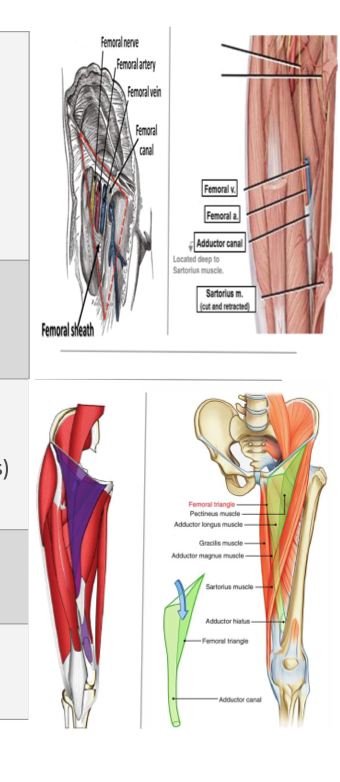 Femoral nerve
Femoral artery
Femoral vein
Femoral
canal
Femoral sheath
Femoral v.
Femoral a.
Adductor canal
Located deep to
Sartorius muscle.
Sartorius m.
(cut and retracted)
s)
Femoral triangle
Pectineus muscle
Adductor longus muscle
Gracilis muscle
Adductor magnus muscle
Sartorius muscle
Adductor hiatus
Femoral triangle
Adductor canal